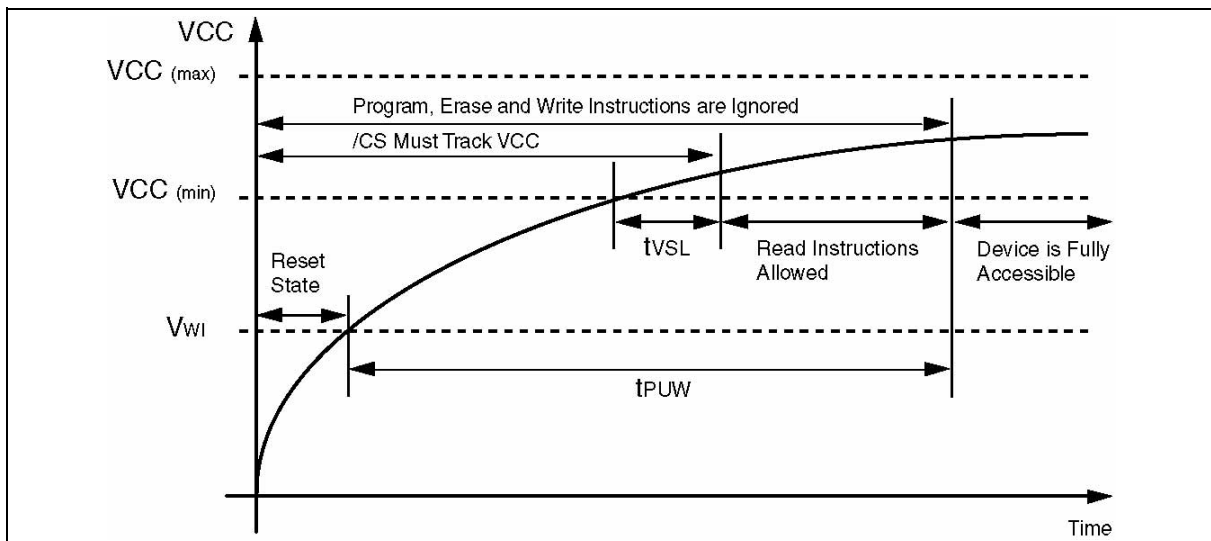 VCC
VCC (max)
Program, Erase and Write Instructions are Ignored
/CS Must Track VCC
VCC (min)
tVSL
Read Instructions
Allowed
Device is Fully
Accessible
Reset
State
VWI
tPUW
Time